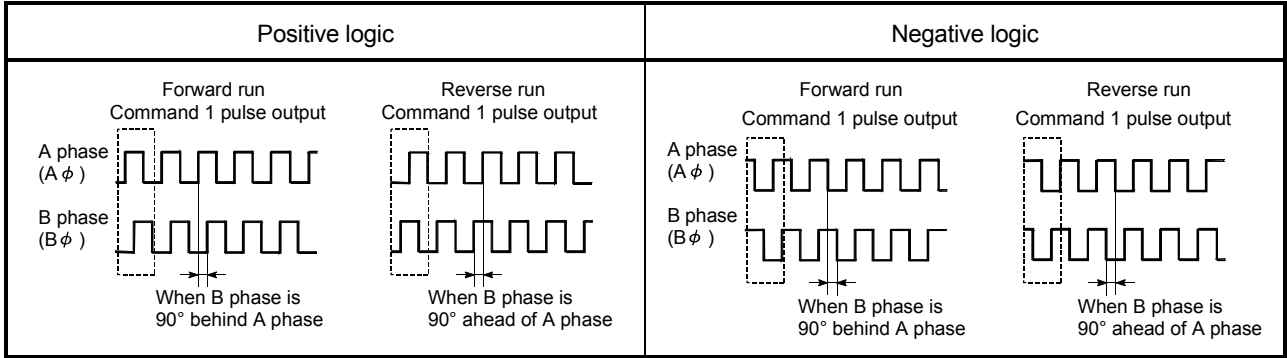 Positive logic
Negative logic
Forward run
Command 1 pulse output
Reverse run
Command 1 pulse output
A phase
(Aϕ)
B phase
(Bϕ)
When B phase is
90° behind A phase
When B phase is
90° ahead of A phase
Forward run
Command 1 pulse output
Reverse run
Command 1 pulse output
A phase
(Aϕ)
B phase
(Bϕ)
When B phase is
90° behind A phase
When B phase is
90° ahead of A phase